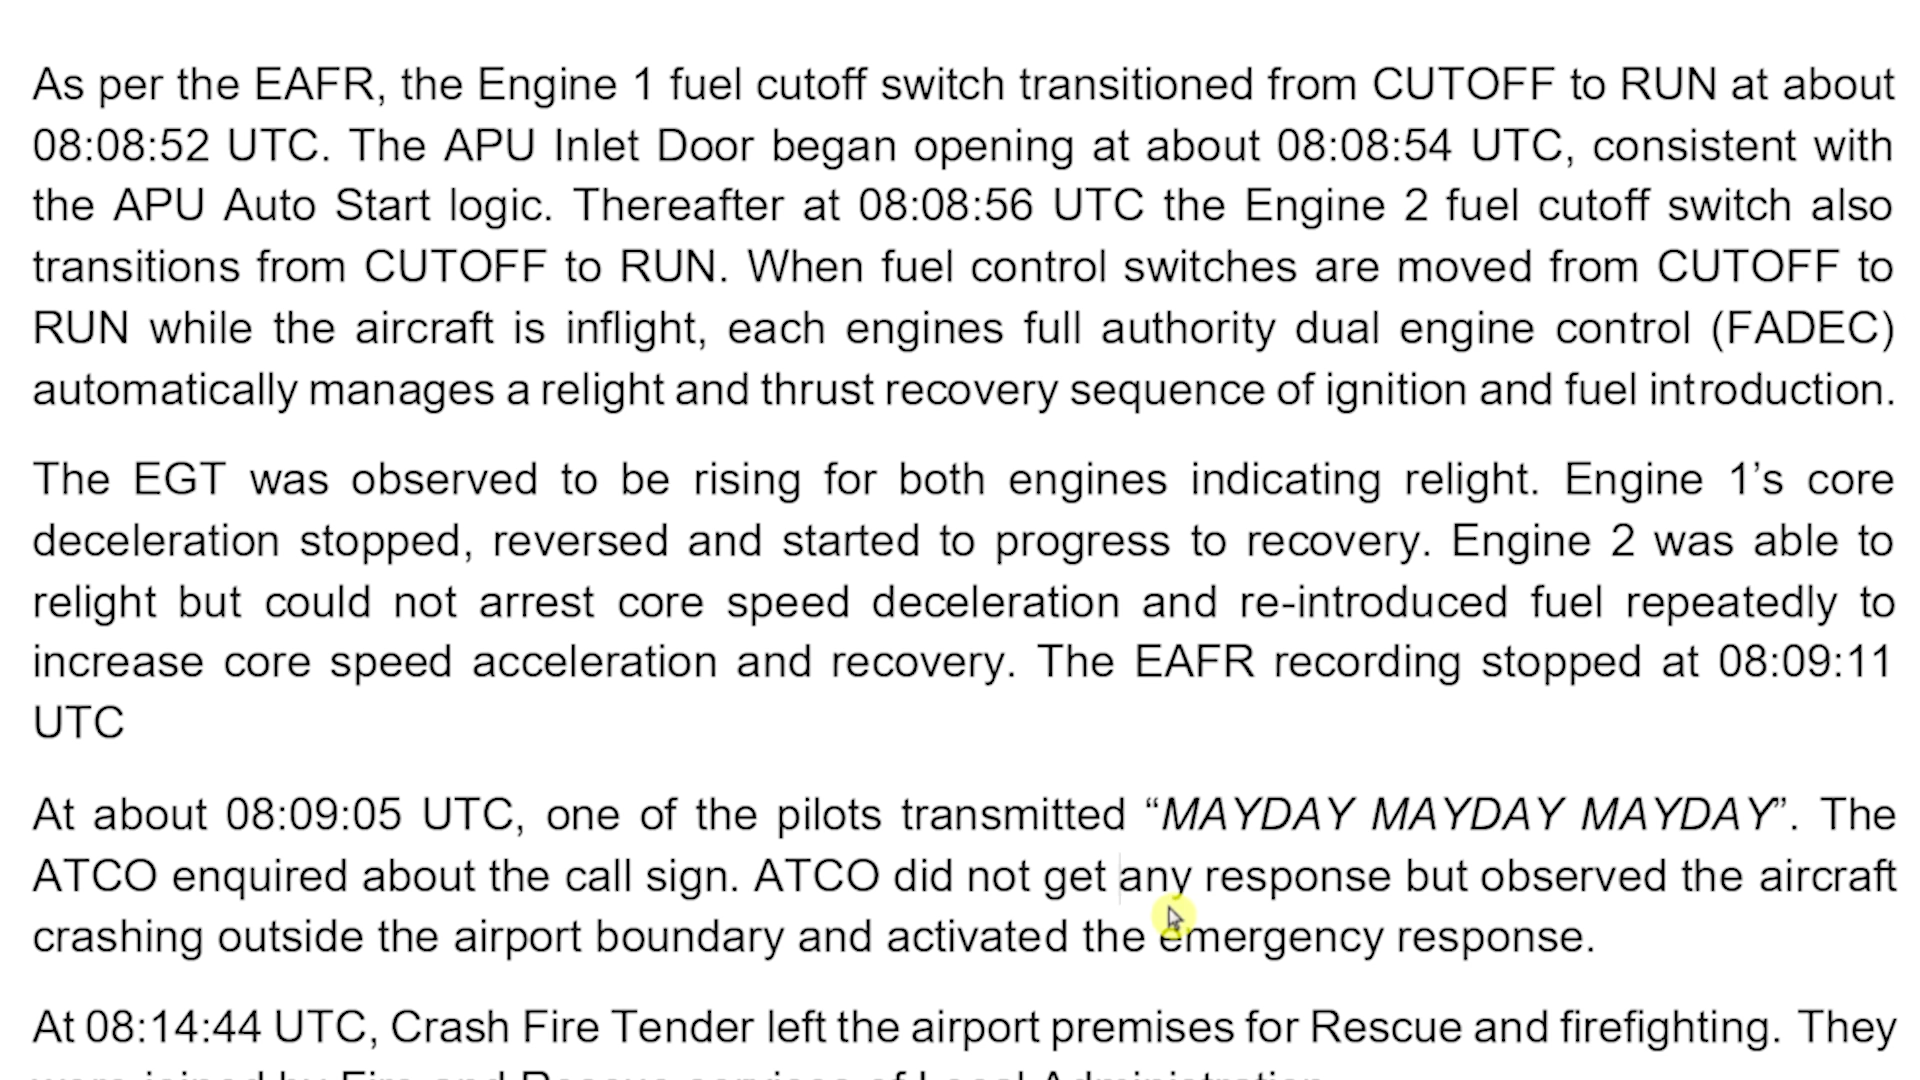 As per the EAFR, the Engine 1 fuel cutoff switch transitioned from CUTOFF to RUN at about
08:08:52 UTC. The APU Inlet Door began opening at about 08:08:54 UTC, consistent with
the APU Auto Start logic. Thereafter at 08:08:56 UTC the Engine 2 fuel cutoff switch also
transitions from CUTOFF to RUN. When fuel control switches are moved from CUTOFF to
RUN while the aircraft is inflight, each engines full authority dual engine control (FADEC)
automatically manages a relight and thrust recovery sequence of ignition and fuel introduction.
The EGT was observed to be rising for both engines indicating relight. Engine 1’s core
deceleration stopped, reversed and started to progress to recovery. Engine 2 was able to
relight but could not arrest core speed deceleration and re-introduced fuel repeatedly to
increase core speed acceleration and recovery. The EAFR recording stopped at 08:09:11
UTC
At about 08:09:05 UTC, one of the pilots transmitted “MAYDAY MAYDAY MAYDAY”. The
ATCO enquired about the call sign. ATCO did not get any response but observed the aircraft
crashing outside the airport boundary and activated the emergency response.
At 08:14:44 UTC, Crash Fire Tender left the airport premises for Rescue and firefighting. They
were joined by Fire and Rescue services of Local Administration.